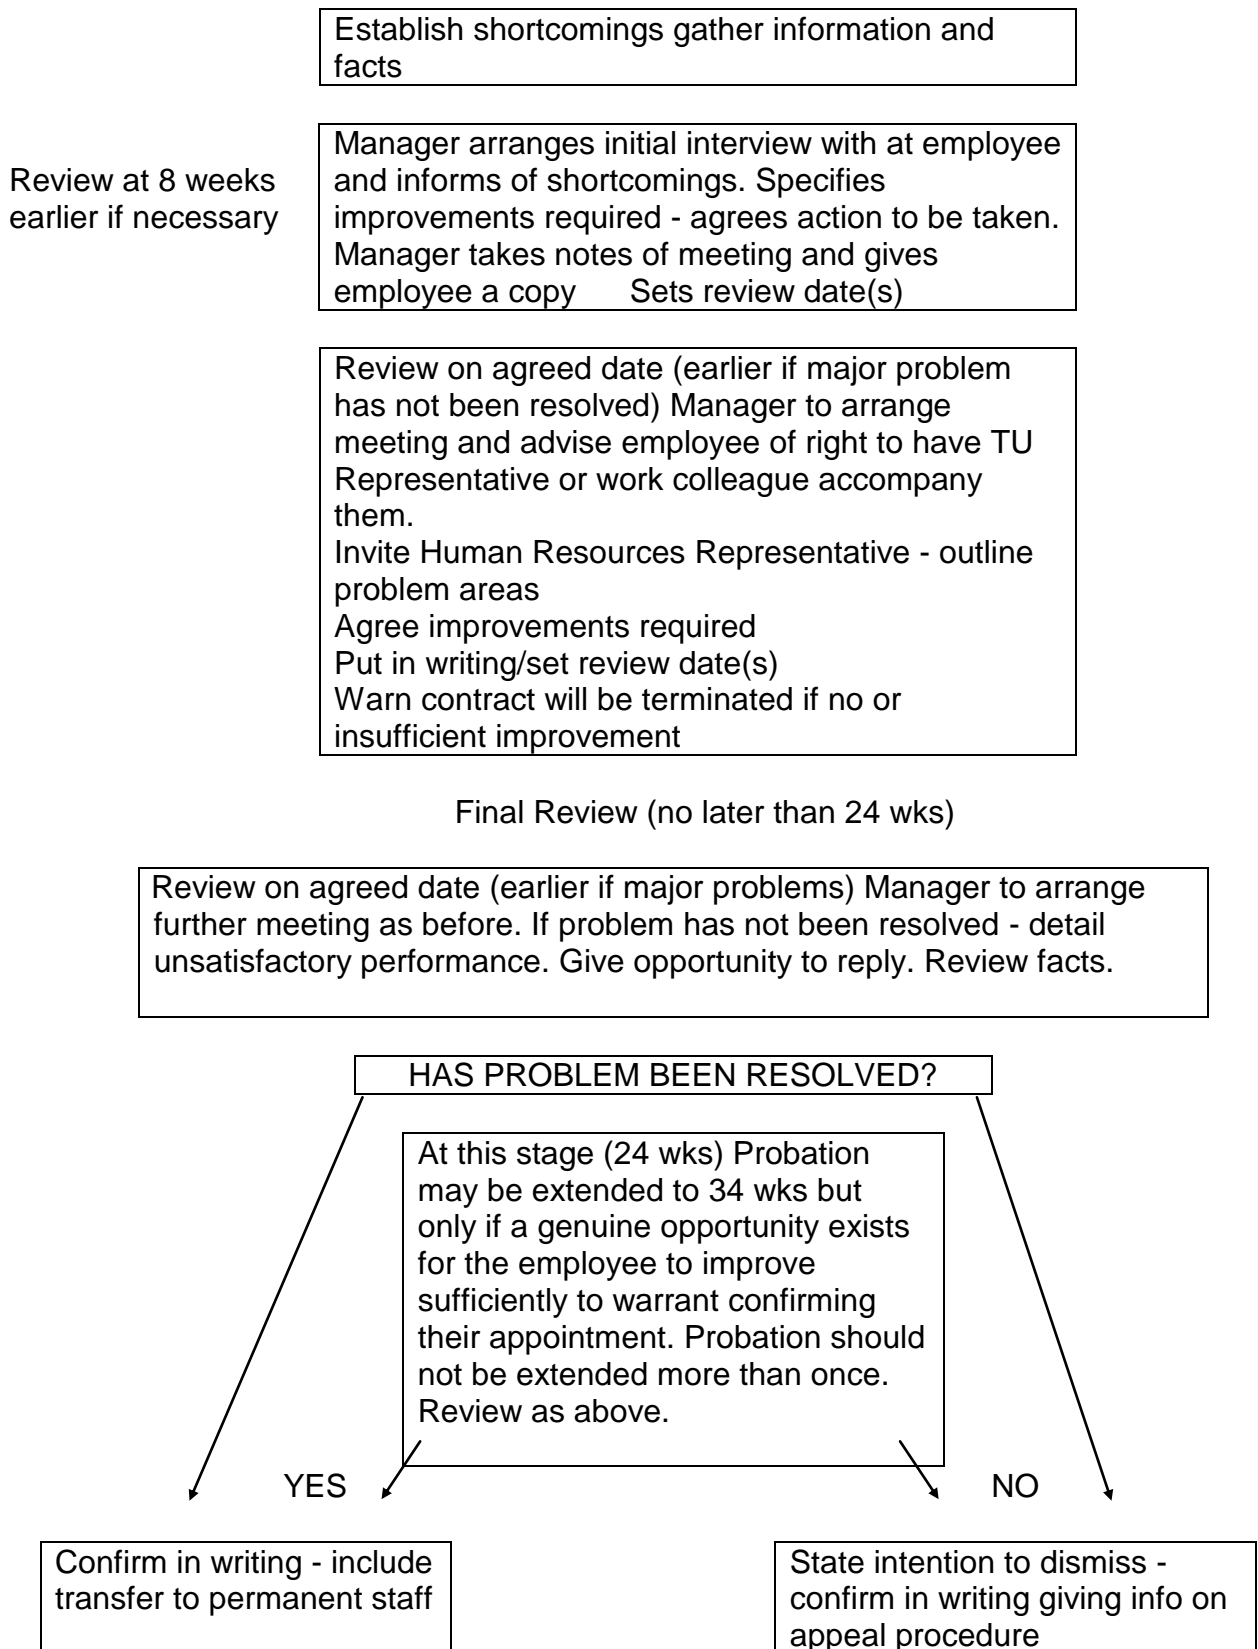 Establish shortcomings gather information and
facts
Review at 8 weeks
earlier if necessary
Manager arranges initial interview with at employee
and informs of shortcomings. Specifies
improvements required - agrees action to be taken.
Manager takes notes of meeting and gives
employee a copy Sets review date(s)
Review on agreed date (earlier if major problem
has not been resolved) Manager to arrange
meeting and advise employee of right to have TU
Representative or work colleague accompany
them.
Invite Human Resources Representative - outline
problem areas
Agree improvements required
Put in writing/set review date(s)
Warn contract will be terminated if no or
insufficient improvement
Final Review (no later than 24 wks)
Review on agreed date (earlier if major problems) Manager to arrange
further meeting as before. If problem has not been resolved - detail
unsatisfactory performance. Give opportunity to reply. Review facts.
HAS PROBLEM BEEN RESOLVED?
At this stage (24 wks) Probation
may be extended to 34 wks but
only if a genuine opportunity exists
for the employee to improve
sufficiently to warrant confirming
their appointment. Probation should
not be extended more than once.
Review as above.
YES
NO
Confirm in writing - include
transfer to permanent staff
State intention to dismiss -
confirm in writing giving info on
appeal procedure